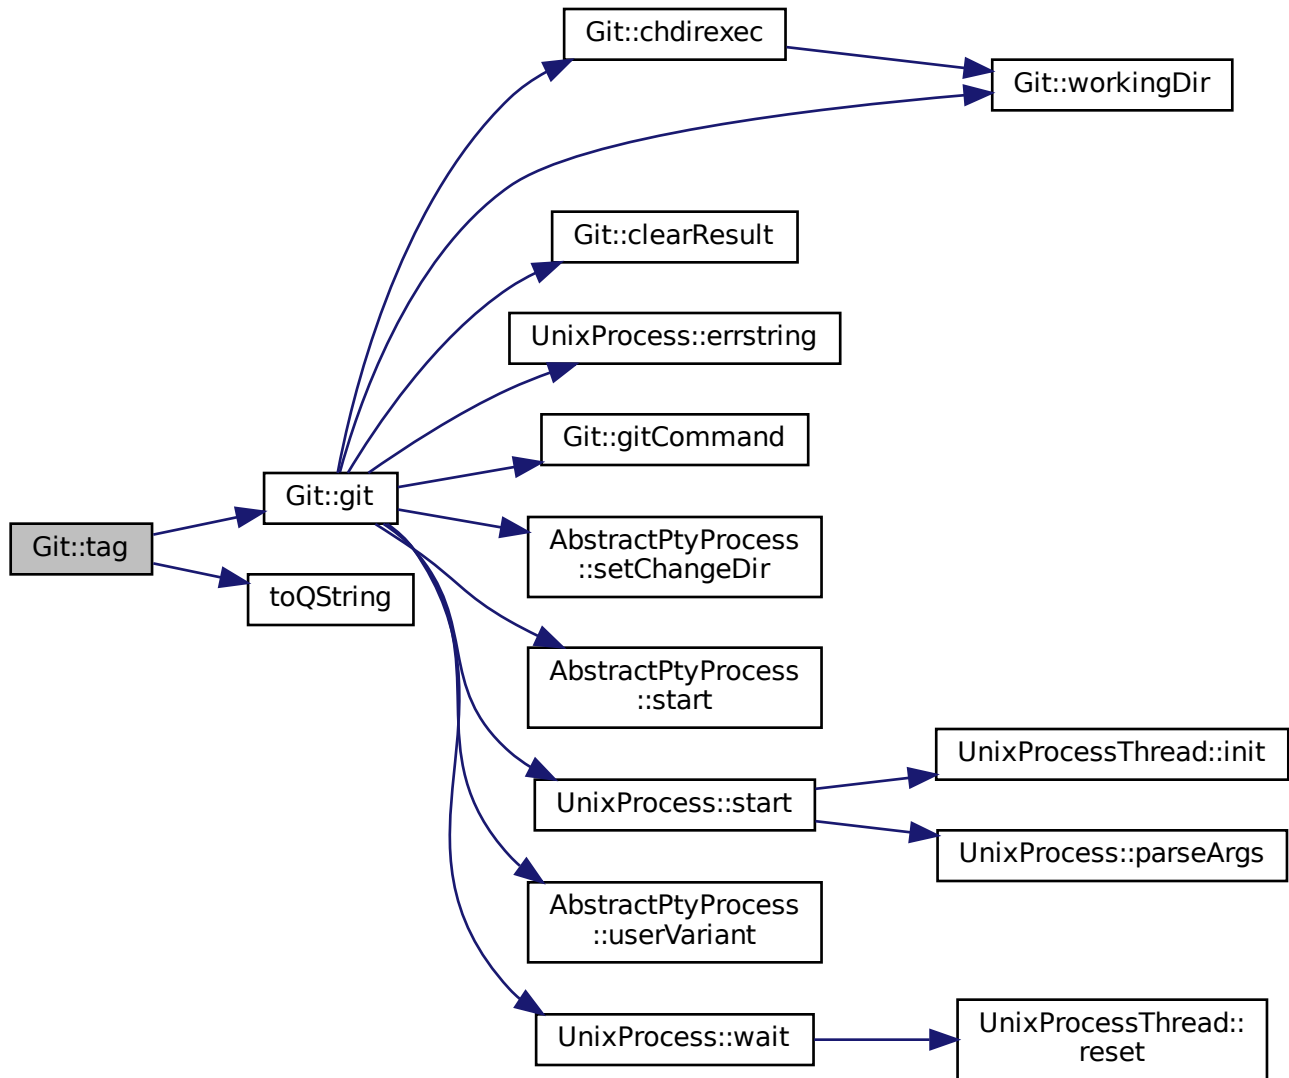 Git::chdirexec
Git::workingDir
Git::clearResult
UnixProcess::errstring
Git::gitCommand
Git::git
Git::tag
AbstractPtyProcess
::setChangeDir
toQString
AbstractPtyProcess
::start
UnixProcessThread::init
UnixProcess::start
UnixProcess::parseArgs
AbstractPtyProcess
::userVariant
UnixProcess::wait
UnixProcessThread::
reset